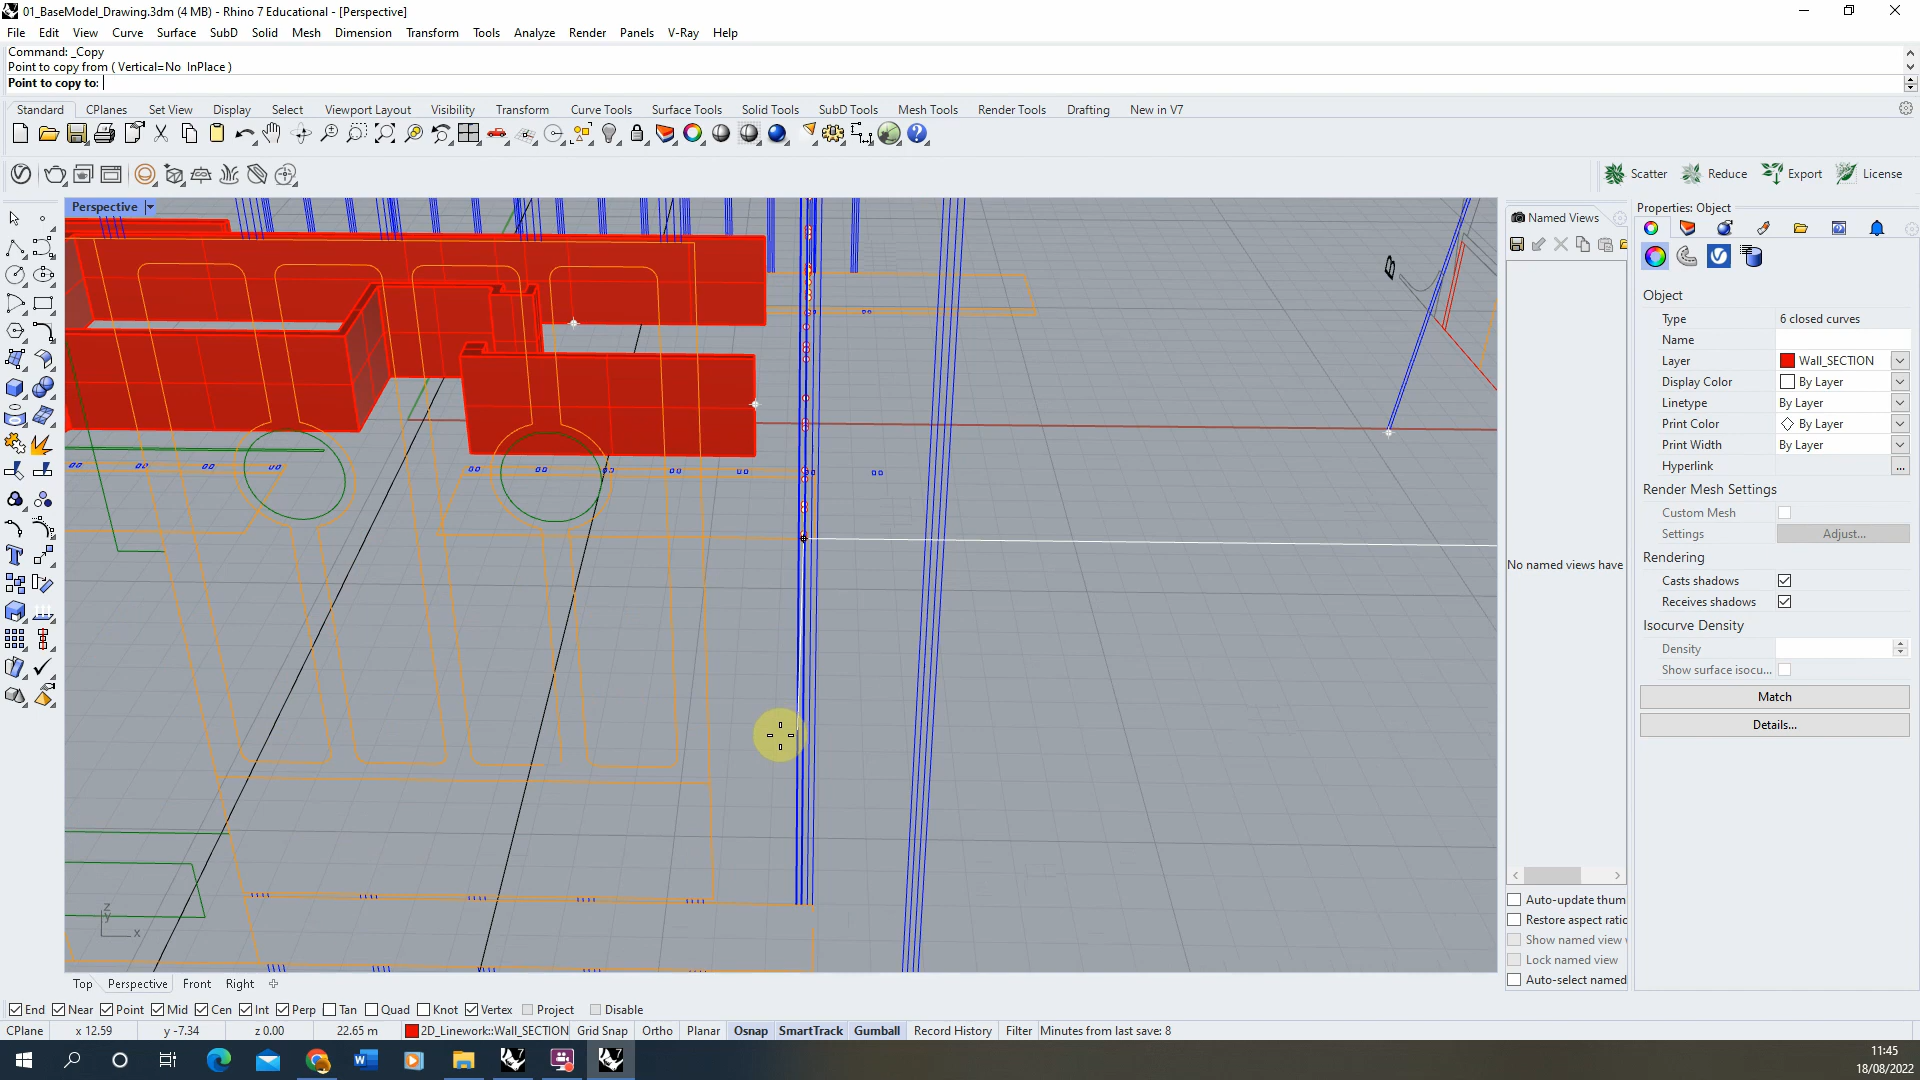 01_BaseModel_Drawing.3dm (4 MB) - Rhino 7 Educational - [Perspective]
File Edit View Curve Surface SubD Solid Mesh Dimension Transform Tools Analyze Render Panels V-Ray Help
Command: _Copy
Point to copy from ( Vertical=No InPlace )
Point to copy to:
Standard CPlanes Set View Display Select Viewport Layout Visibility Transform Curve Tools Surface Tools Solid Tools SubD Tools Mesh Tools Render Tools Drafting New in V7
Scatter Reduce Export License
Perspective
Named Views
No named views have
Auto-update thum
Restore aspect ratio
Show named view
Lock named view
Auto-select named
Properties: Object
Object
Type 6 closed curves
Name
Layer Wall_SECTION
Display Color By Layer
Linetype By Layer
Print Color By Layer
Print Width By Layer
Hyperlink ...
Render Mesh Settings
Custom Mesh
Settings Adjust...
Rendering
Casts shadows
Receives shadows
Isocurve Density
Density
Show surface isocu...
Match
Details...
z
y
x
Top Perspective Front Right
End Near Point Mid Cen Int Perp Tan Quad Knot Vertex Project Disable
CPlane x 12.59 y -7.34 z 0.00 22.65 m 2D_Linework::Wall_SECTION Grid Snap Ortho Planar Osnap SmartTrack Gumball Record History Filter Minutes from last save: 8
11:45
18/08/2022